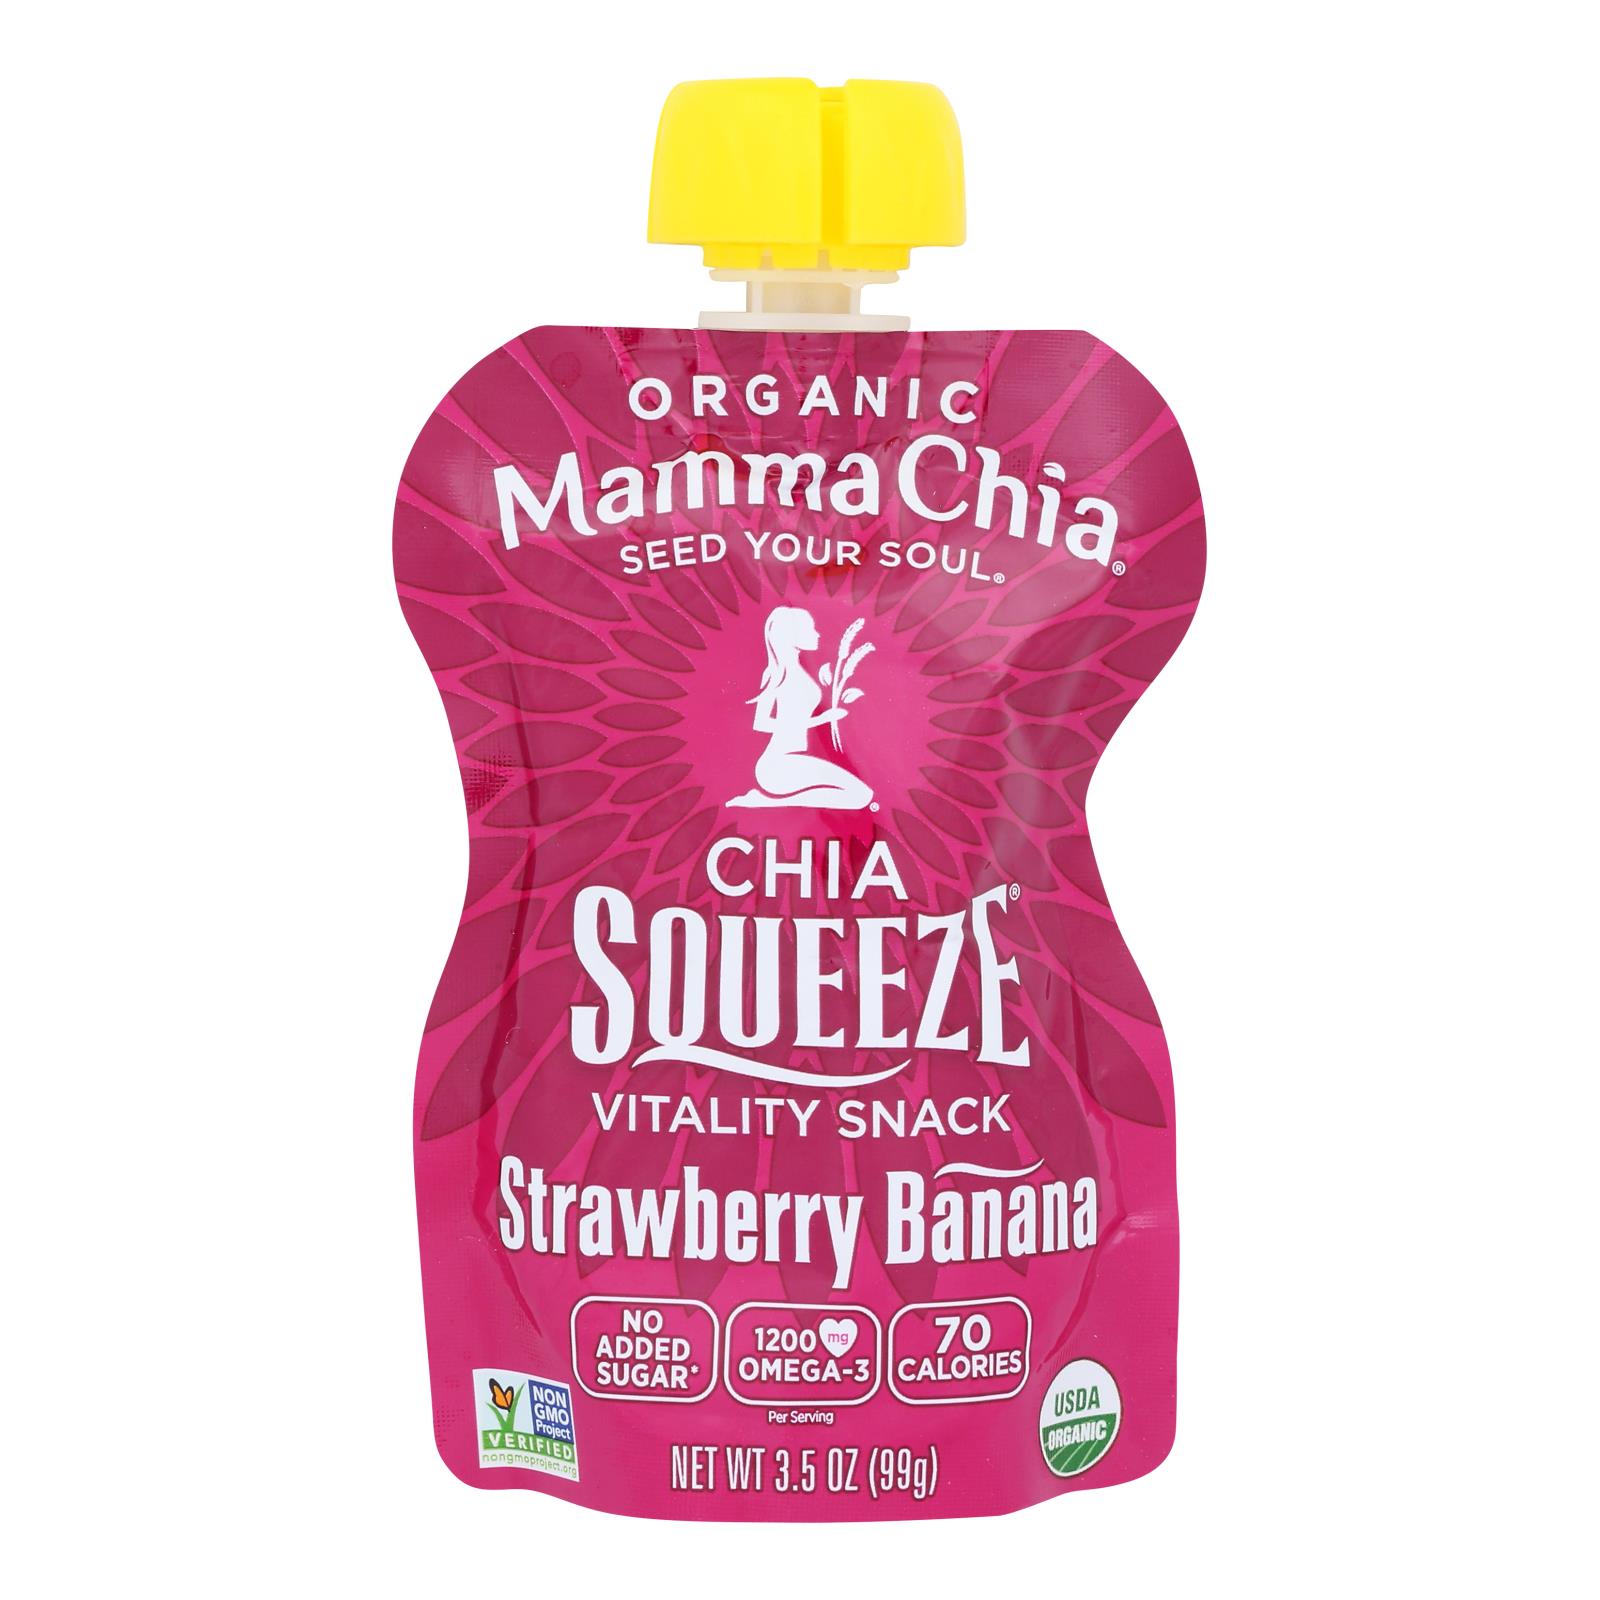 ORGANIC
Mamma Chia®
SEED YOUR SOUL®
®
CHIA
SQUEEZE®
VITALITY SNACK
Strawberry Banana
NO
ADDED
SUGAR*
1200 mg
OMEGA-3
Per Serving
70
CALORIES
NON
GMO
Project
VERIFIED
nongmoproject.org
USDA
ORGANIC
NET WT 3.5 OZ (99g)